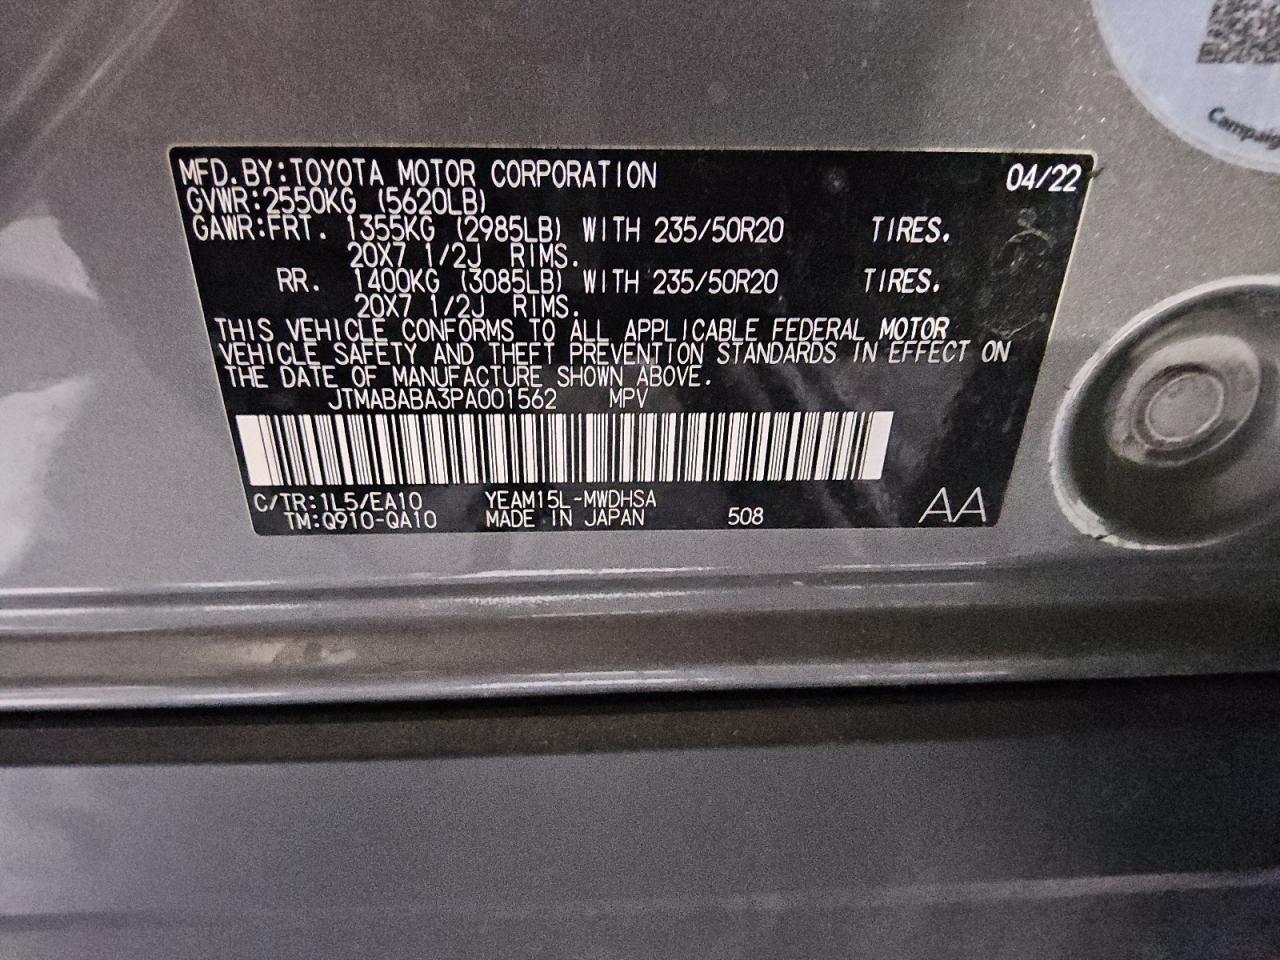 Campaig
MFD.BY:TOYOTA MOTOR CORPORATION 04/22
GVWR:2550KG (5620LB)
GAWR:FRT. 1355KG (2985LB) WITH 235/50R20 TIRES.
20X7 1/2J RIMS.
RR. 1400KG (3085LB) WITH 235/50R20 TIRES.
20X7 1/2J RIMS.
THIS VEHICLE CONFORMS TO ALL APPLICABLE FEDERAL MOTOR
VEHICLE SAFETY AND THEFT PREVENTION STANDARDS IN EFFECT ON
THE DATE OF MANUFACTURE SHOWN ABOVE.
JTMABABA3PA001562 MPV
C/TR:1L5/EA10 YEAM15L-MWDHSA
TM:Q910-QA10 MADE IN JAPAN 508 AA